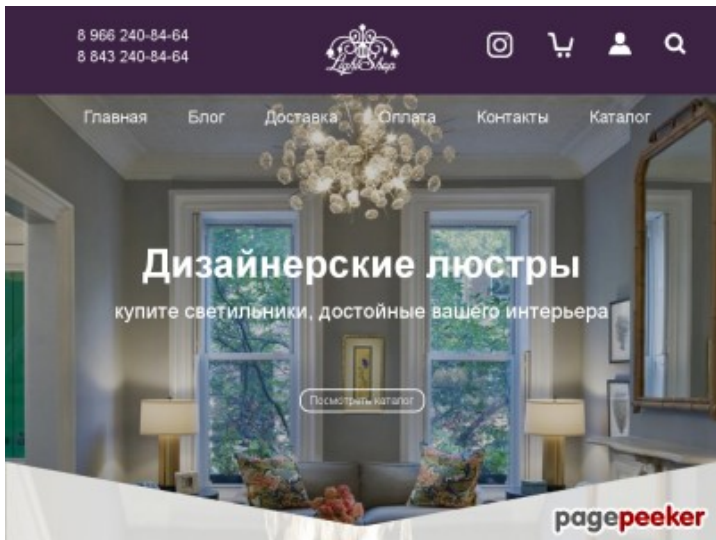 8 966 240-84-64
8 843 240-84-64
LightShop
Главная Блог Доставка Оплата Контакты Каталог
Дизайнерские люстры
купите светильники, достойные вашего интерьера
Посмотреть каталог
pagepeeker